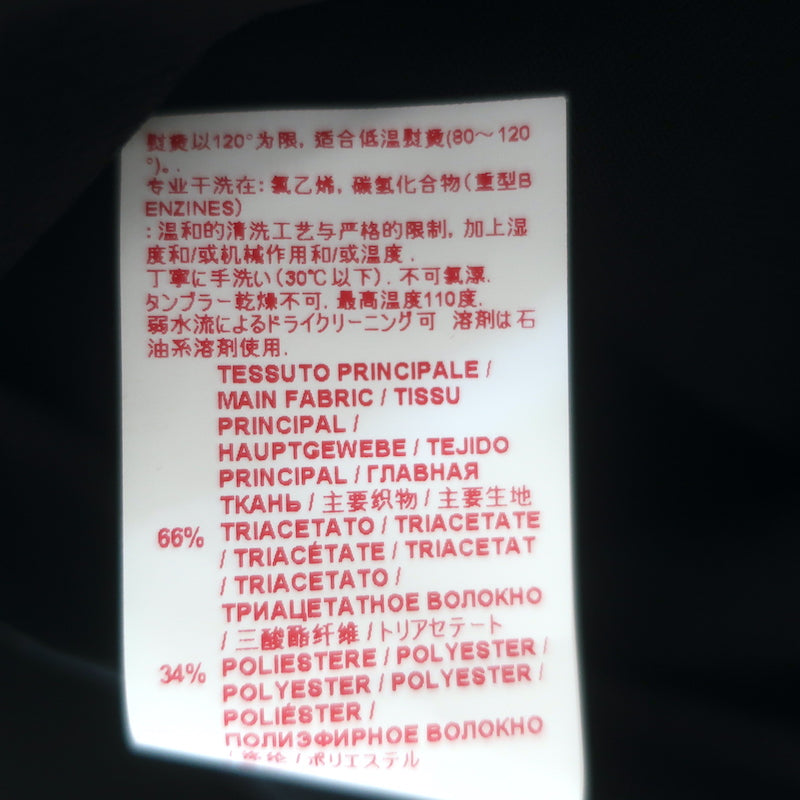 熨烫以120°为限, 适合低温熨烫(80～120
°)。.
专业干洗在: 氯乙烯, 碳氢化合物(重型B
ENZINES)
: 温和的清洗工艺与严格的限制, 加上湿
度和/或机械作用和/或温度 .
丁寧に手洗い (30℃以下) . 不可氯漂.
タンブラー乾燥不可. 最高温度110度.
弱水流によるドライクリーニング可 溶剤は石
油系溶剤使用.
TESSUTO PRINCIPALE /
MAIN FABRIC / TISSU
PRINCIPAL /
HAUPTGEWEBE / TEJIDO
PRINCIPAL / ГЛАВНАЯ
ТКАНЬ / 主要织物 / 主要生地
66% TRIACETATO / TRIACETATE
/ TRIACÉTATE / TRIACETAT
/ TRIACETATO /
ТРИАЦЕТАТНОЕ ВОЛОКНО
/ 三酸酯纤维 / トリアセテート
34% POLIESTERE / POLYESTER /
POLYESTER / POLYESTER /
POLIÉSTER /
ПОЛИЭФИРНОЕ ВОЛОКНО
/ ポリエステル